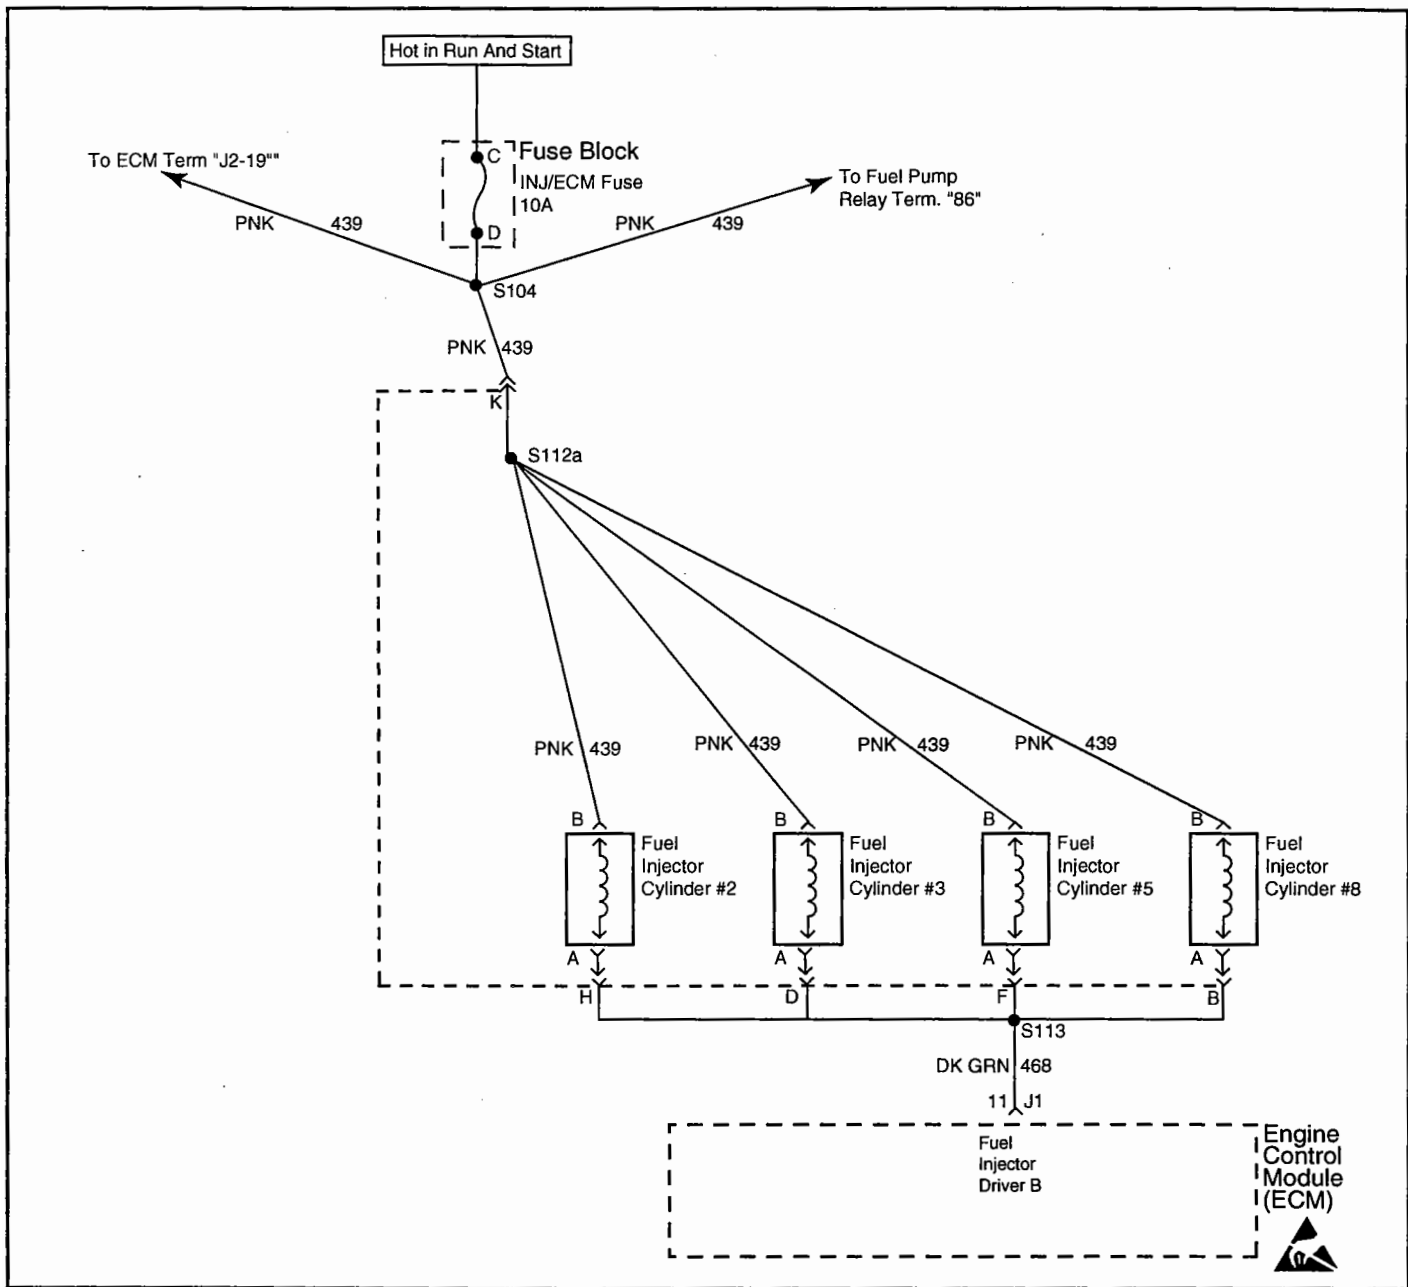 Hot in Run And Start
To ECM Term "J2-19""
C
Fuse Block
INJ/ECM Fuse
10A
D
To Fuel Pump
Relay Term. "86"
PNK 439
PNK 439
S104
PNK 439
K
S112a
PNK 439
PNK 439
PNK 439
PNK 439
B
Fuel
Injector
Cylinder #2
A
H
B
Fuel
Injector
Cylinder #3
A
D
B
Fuel
Injector
Cylinder #5
A
F
B
Fuel
Injector
Cylinder #8
A
B
S113
DK GRN 468
11 J1
Fuel
Injector
Driver B
Engine
Control
Module
(ECM)